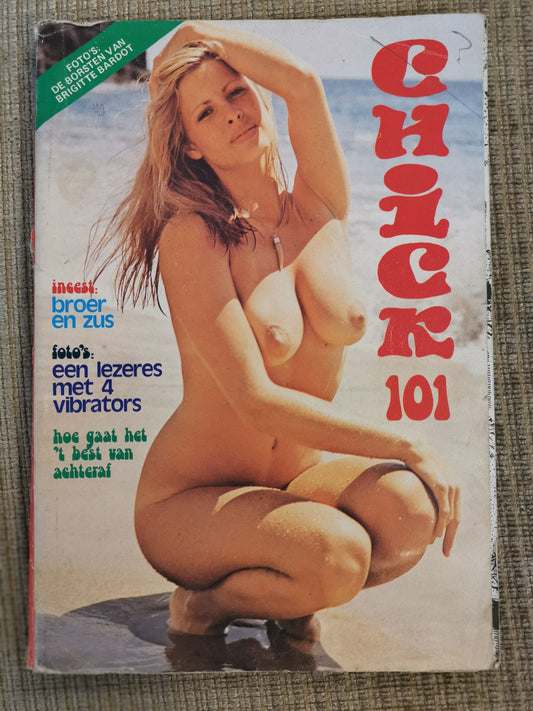 FOTO'S:
DE BORSTEN VAN
BRIGITTE BARDOT
CHICK
101
incest:
broer
en zus
foto's:
een lezeres
met 4
vibrators
hoe gaat het
't best van
achteraf